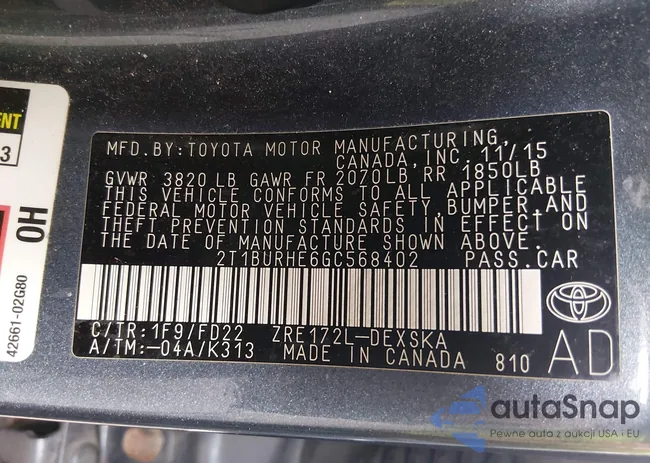 ENT
3
OH
42661-02G80
MFD.BY:TOYOTA MOTOR MANUFACTURING,
CANADA,INC. 11/15
GVWR 3820 LB GAWR FR 2070LB, RR 1850LB
THIS VEHICLE CONFORMS TO ALL APPLICABLE
FEDERAL MOTOR VEHICLE SAFETY,BUMPER,AND
THEFT PREVENTION STANDARDS IN EFFECT ON
THE DATE OF MANUFACTURE SHOWN ABOVE.
2T1BURHE6GC568402 PASS.CAR
C/TR:1F9/FD22 ZRE172L-DEXSKA
A/TM:-04A/K313 MADE IN CANADA 810
AD
autoSnap
Pewne auta z aukcji USA i EU